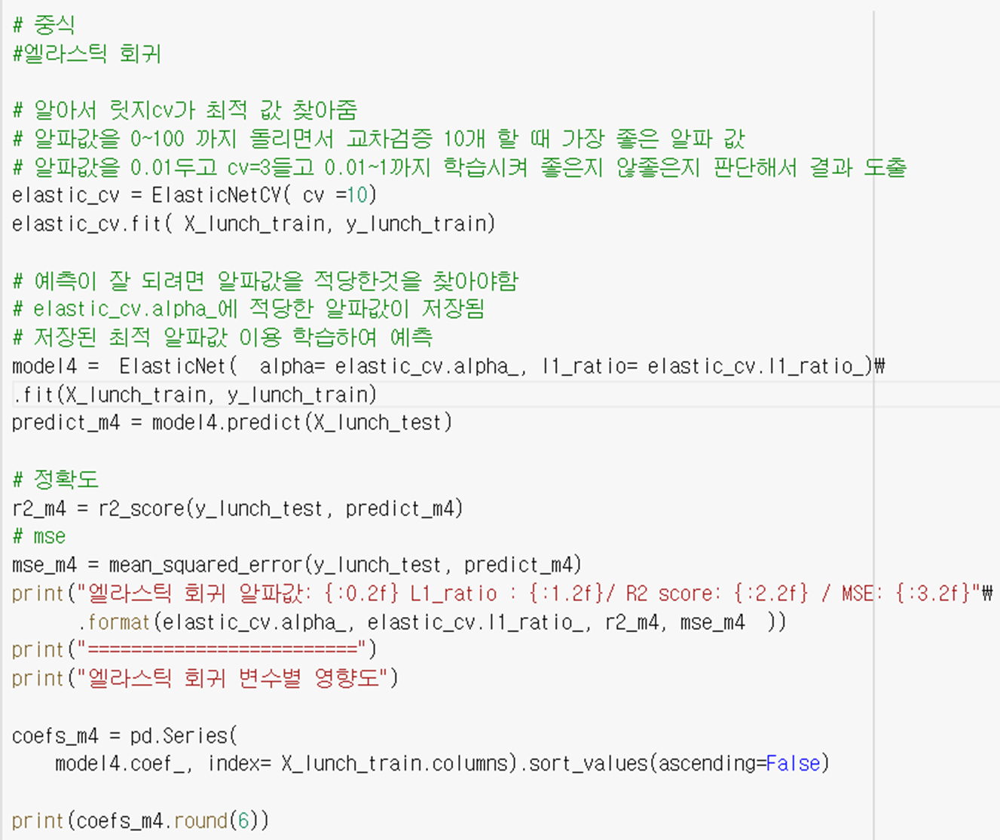 # 중식
#엘라스틱 회귀
# 알아서 릿지cv가 최적 값 찾아줌
# 알파값을 0~100 까지 돌리면서 교차검증 10개 할 때 가장 좋은 알파 값
# 알파값을 0.01두고 cv=3들고 0.01~1까지 학습시켜 좋은지 않좋은지 판단해서 결과 도출
elastic_cv = ElasticNetCV( cv =10)
elastic_cv.fit( X_lunch_train, y_lunch_train)
# 예측이 잘 되려면 알파값을 적당한것을 찾아야함
# elastic_cv.alpha_에 적당한 알파값이 저장됨
# 저장된 최적 알파값 이용 학습하여 예측
model4 =  ElasticNet(  alpha= elastic_cv.alpha_, l1_ratio= elastic_cv.l1_ratio_)₩
.fit(X_lunch_train, y_lunch_train)
predict_m4 = model4.predict(X_lunch_test)
# 정확도
r2_m4 = r2_score(y_lunch_test, predict_m4)
# mse
mse_m4 = mean_squared_error(y_lunch_test, predict_m4)
print("엘라스틱 회귀 알파값: {:0.2f} L1_ratio : {:1.2f}/ R2 score: {:2.2f} / MSE: {:3.2f}"₩
      .format(elastic_cv.alpha_, elastic_cv.l1_ratio_, r2_m4, mse_m4  ))
print("=========================")
print("엘라스틱 회귀 변수별 영향도")
coefs_m4 = pd.Series(
    model4.coef_, index= X_lunch_train.columns).sort_values(ascending=False)
print(coefs_m4.round(6))